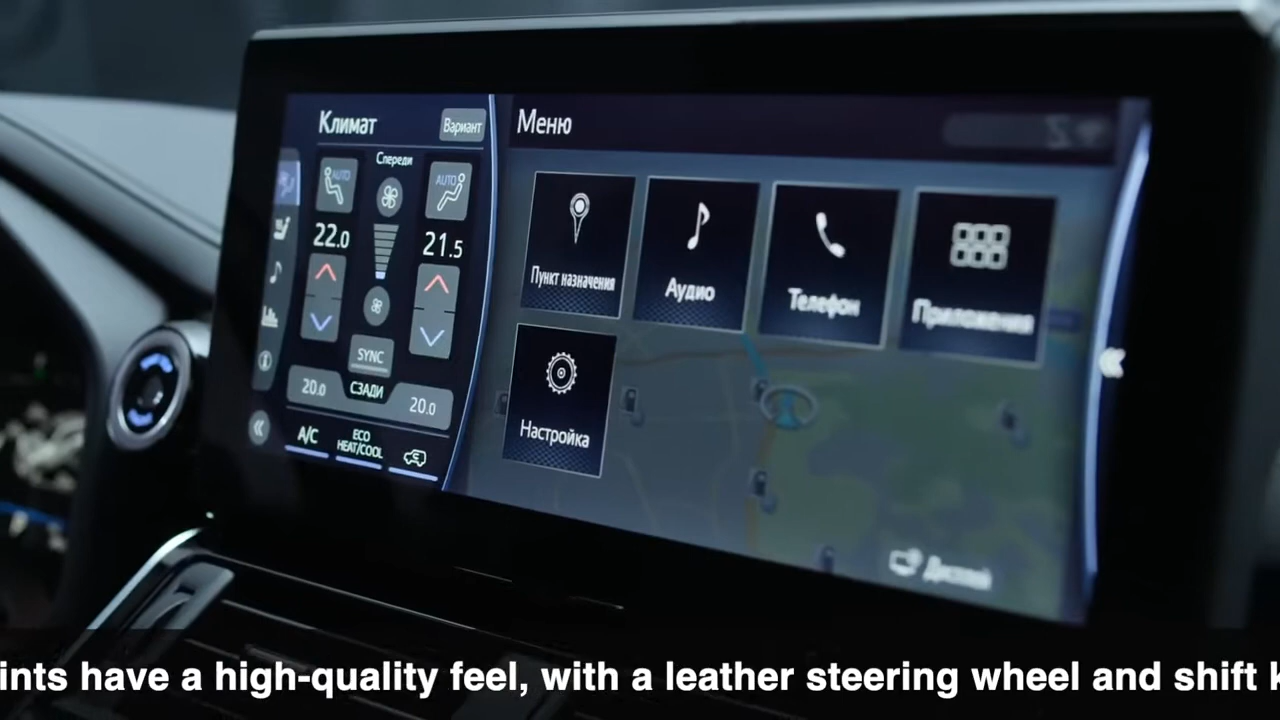 Климат
Вариант
Меню
Спереди
AUTO
AUTO
22.0
21.5
SYNC
20.0
СЗАДИ
20.0
A/C
ECO
HEAT/COOL
Пункт назначения
Аудио
Телефон
Приложения
Настройка
Дисплей
ints have a high-quality feel, with a leather steering wheel and shift k